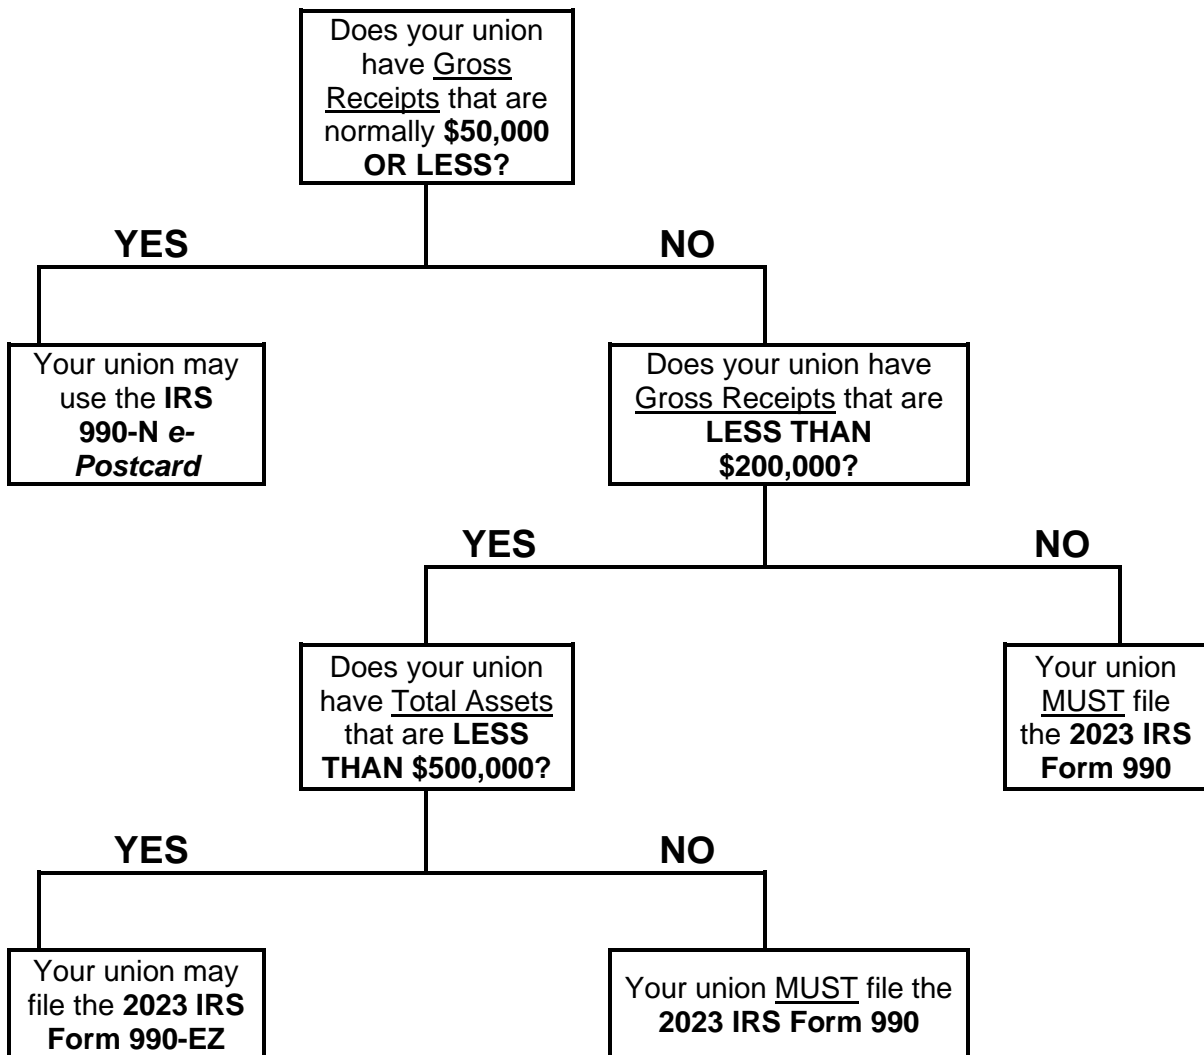 Does your union
have Gross
Receipts that are
normally $50,000
OR LESS?
YES
NO
Your union may
use the IRS
990-N e-
Postcard
Does your union have
Gross Receipts that are
LESS THAN
$200,000?
YES
NO
Does your union
have Total Assets
that are LESS
THAN $500,000?
Your union
MUST file
the 2023 IRS
Form 990
YES
NO
Your union may
file the 2023 IRS
Form 990-EZ
Your union MUST file the
2023 IRS Form 990